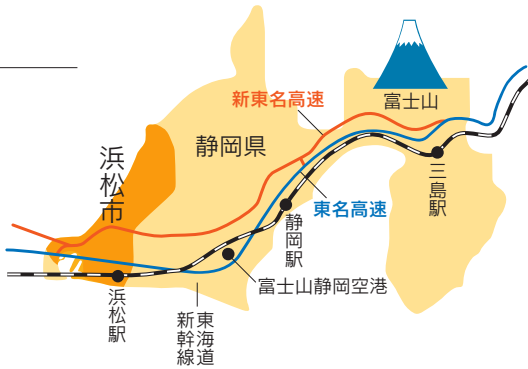 富士山
新東名高速
静岡県
浜松市
三島駅
東名高速
静岡駅
富士山静岡空港
浜松駅
東海道
新幹線